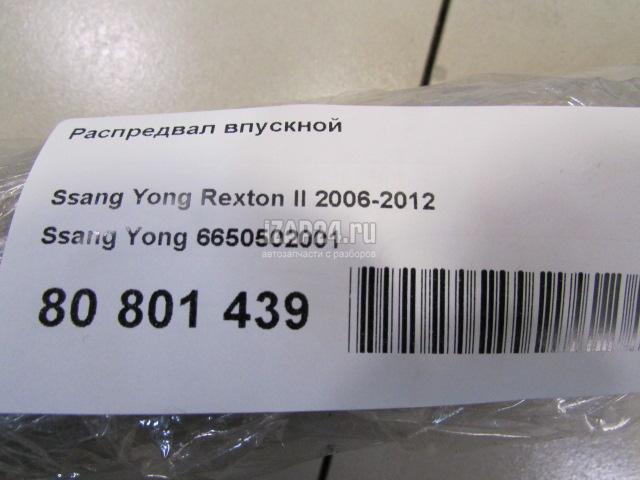 Распредвал впускной
Ssang Yong Rexton II 2006-2012
iZAP24.ru
Ssang Yong 6650502001
автозапчасти с разборов
80 801 439